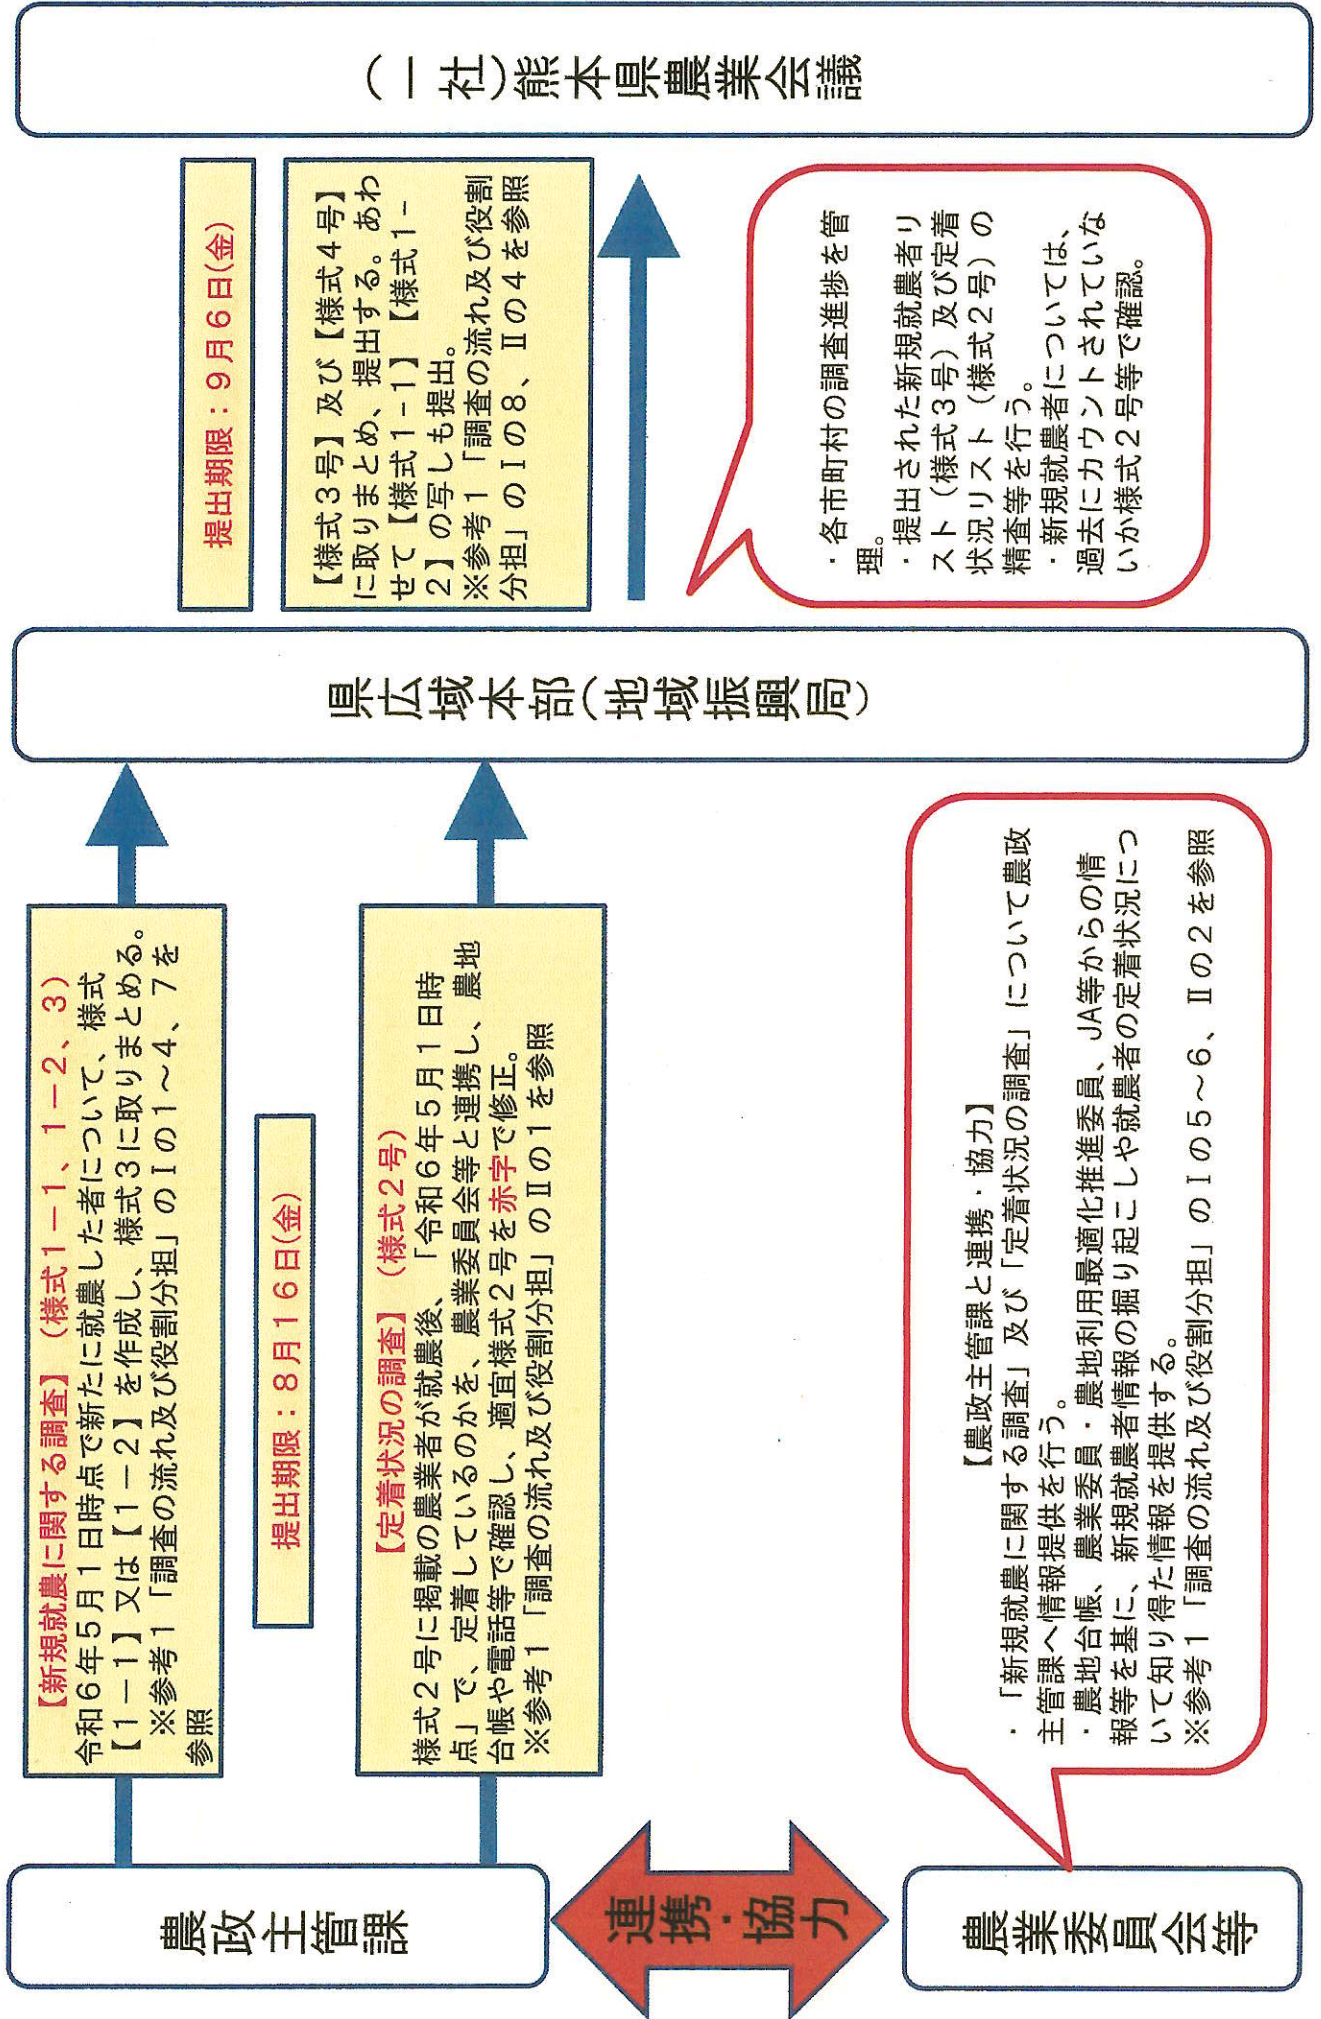 農政主管課
連携・協力
農業委員会等
【新規就農に関する調査】（様式１－１、１－２、３）
令和６年５月１日時点で新たに就農した者について、様式
【１－１】又は【１－２】を作成し、様式３に取りまとめる。
※参考１「調査の流れ及び役割分担」のⅠの１～４、７を
参照
提出期限：８月１６日(金)
【定着状況の調査】（様式２号）
様式２号に掲載の農業者が就農後、「令和６年５月１日時
点」で、定着しているのかを、農業委員会等と連携し、農地
台帳や電話等で確認し、適宜様式２号を赤字で修正。
※参考１「調査の流れ及び役割分担」のⅡの１を参照
【農政主管課と連携・協力】
・「新規就農に関する調査」及び「定着状況の調査」について農政
主管課へ情報提供を行う。
・農地台帳、農業委員・農地利用最適化推進委員、JA等からの情
報等を基に、新規就農者情報の掘り起こしや就農者の定着状況につ
いて知り得た情報を提供する。
※参考１「調査の流れ及び役割分担」のⅠの５～６、Ⅱの２を参照
県広域本部(地域振興局)
提出期限：９月６日(金)
【様式３号】及び【様式４号】
に取りまとめ、提出する。あわ
せて【様式１-１】【様式１-
２】の写しも提出。
※参考１「調査の流れ及び役割
分担」のⅠの８、Ⅱの４を参照
・各市町村の調査進捗を管
理。
・提出された新規就農者リ
スト（様式３号）及び定着
状況リスト（様式２号）の
精査等を行う。
・新規就農者については、
過去にカウントされていな
いか様式２号等で確認。
(一社)熊本県農業会議